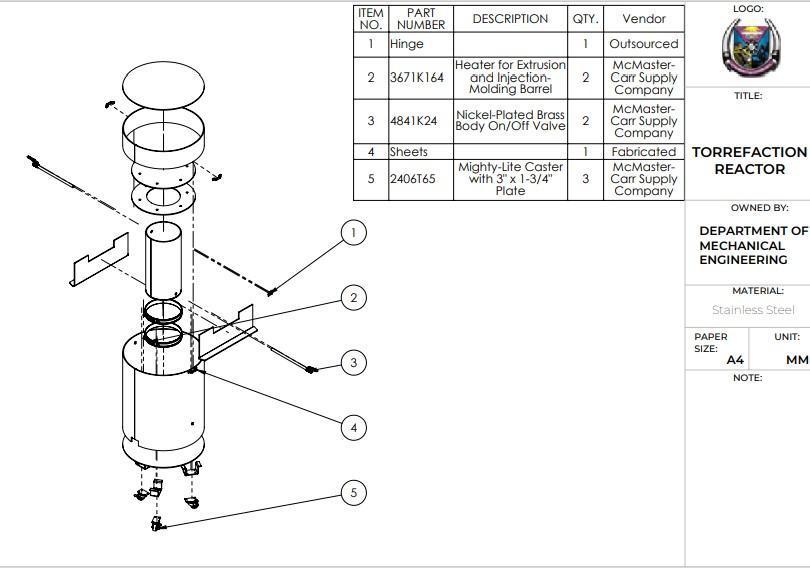 ITEM NO. PART NUMBER DESCRIPTION QTY. Vendor
1 Hinge 1 Outsourced
2 3671K164 Heater for Extrusion and Injection-Molding Barrel 2 McMaster-Carr Supply Company
3 4841K24 Nickel-Plated Brass Body On/Off Valve 2 McMaster-Carr Supply Company
4 Sheets 1 Fabricated
5 2406T65 Mighty-Lite Caster with 3" x 1-3/4" Plate 3 McMaster-Carr Supply Company
1
2
3
4
5
LOGO:
TITLE:
TORREFACTION
REACTOR
OWNED BY:
DEPARTMENT OF
MECHANICAL
ENGINEERING
MATERIAL:
Stainless Steel
PAPER
SIZE:
A4
UNIT:
MM
NOTE: